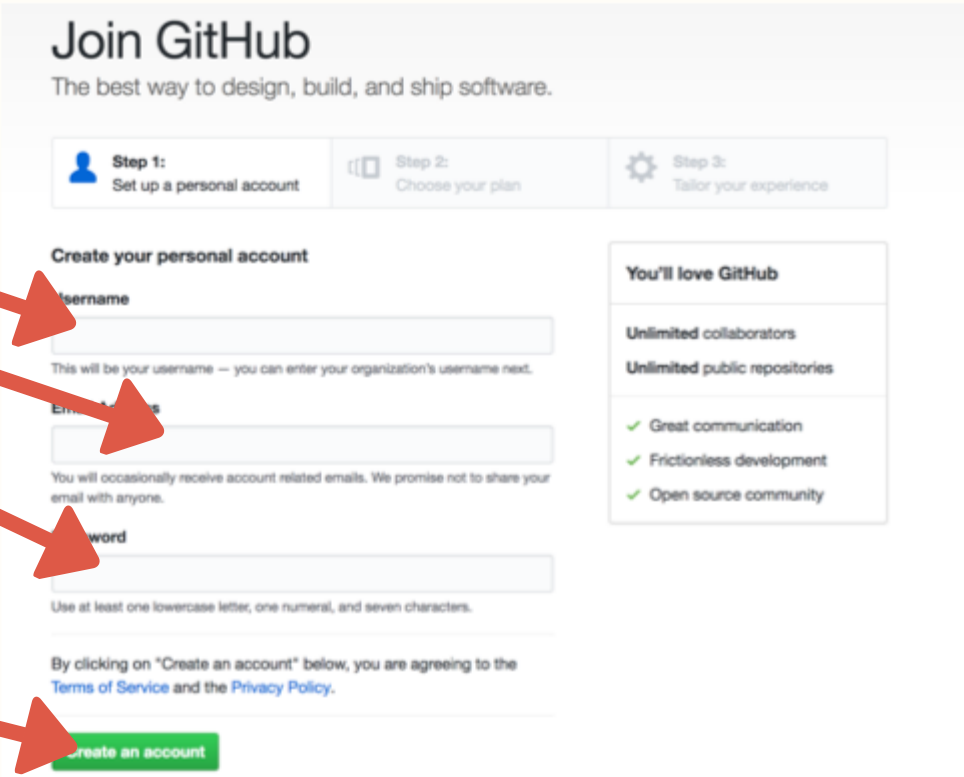 Join GitHub
The best way to design, build, and ship software.
Step 1:
Set up a personal account
Step 2:
Choose your plan
Step 3:
Tailor your experience
Create your personal account
Username
This will be your username — you can enter your organization's username next.
You will occasionally receive account related emails. We promise not to share your
email with anyone.
Use at least one lowercase letter, one numeral, and seven characters.
By clicking on "Create an account" below, you are agreeing to the
Terms of Service and the Privacy Policy.
Create an account
You'll love GitHub
Unlimited collaborators
Unlimited public repositories
Great communication
Frictionless development
Open source community